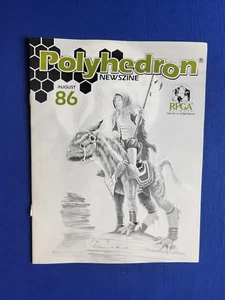 Polyhedron®
NEWSZINE
AUGUST
86
RPGA